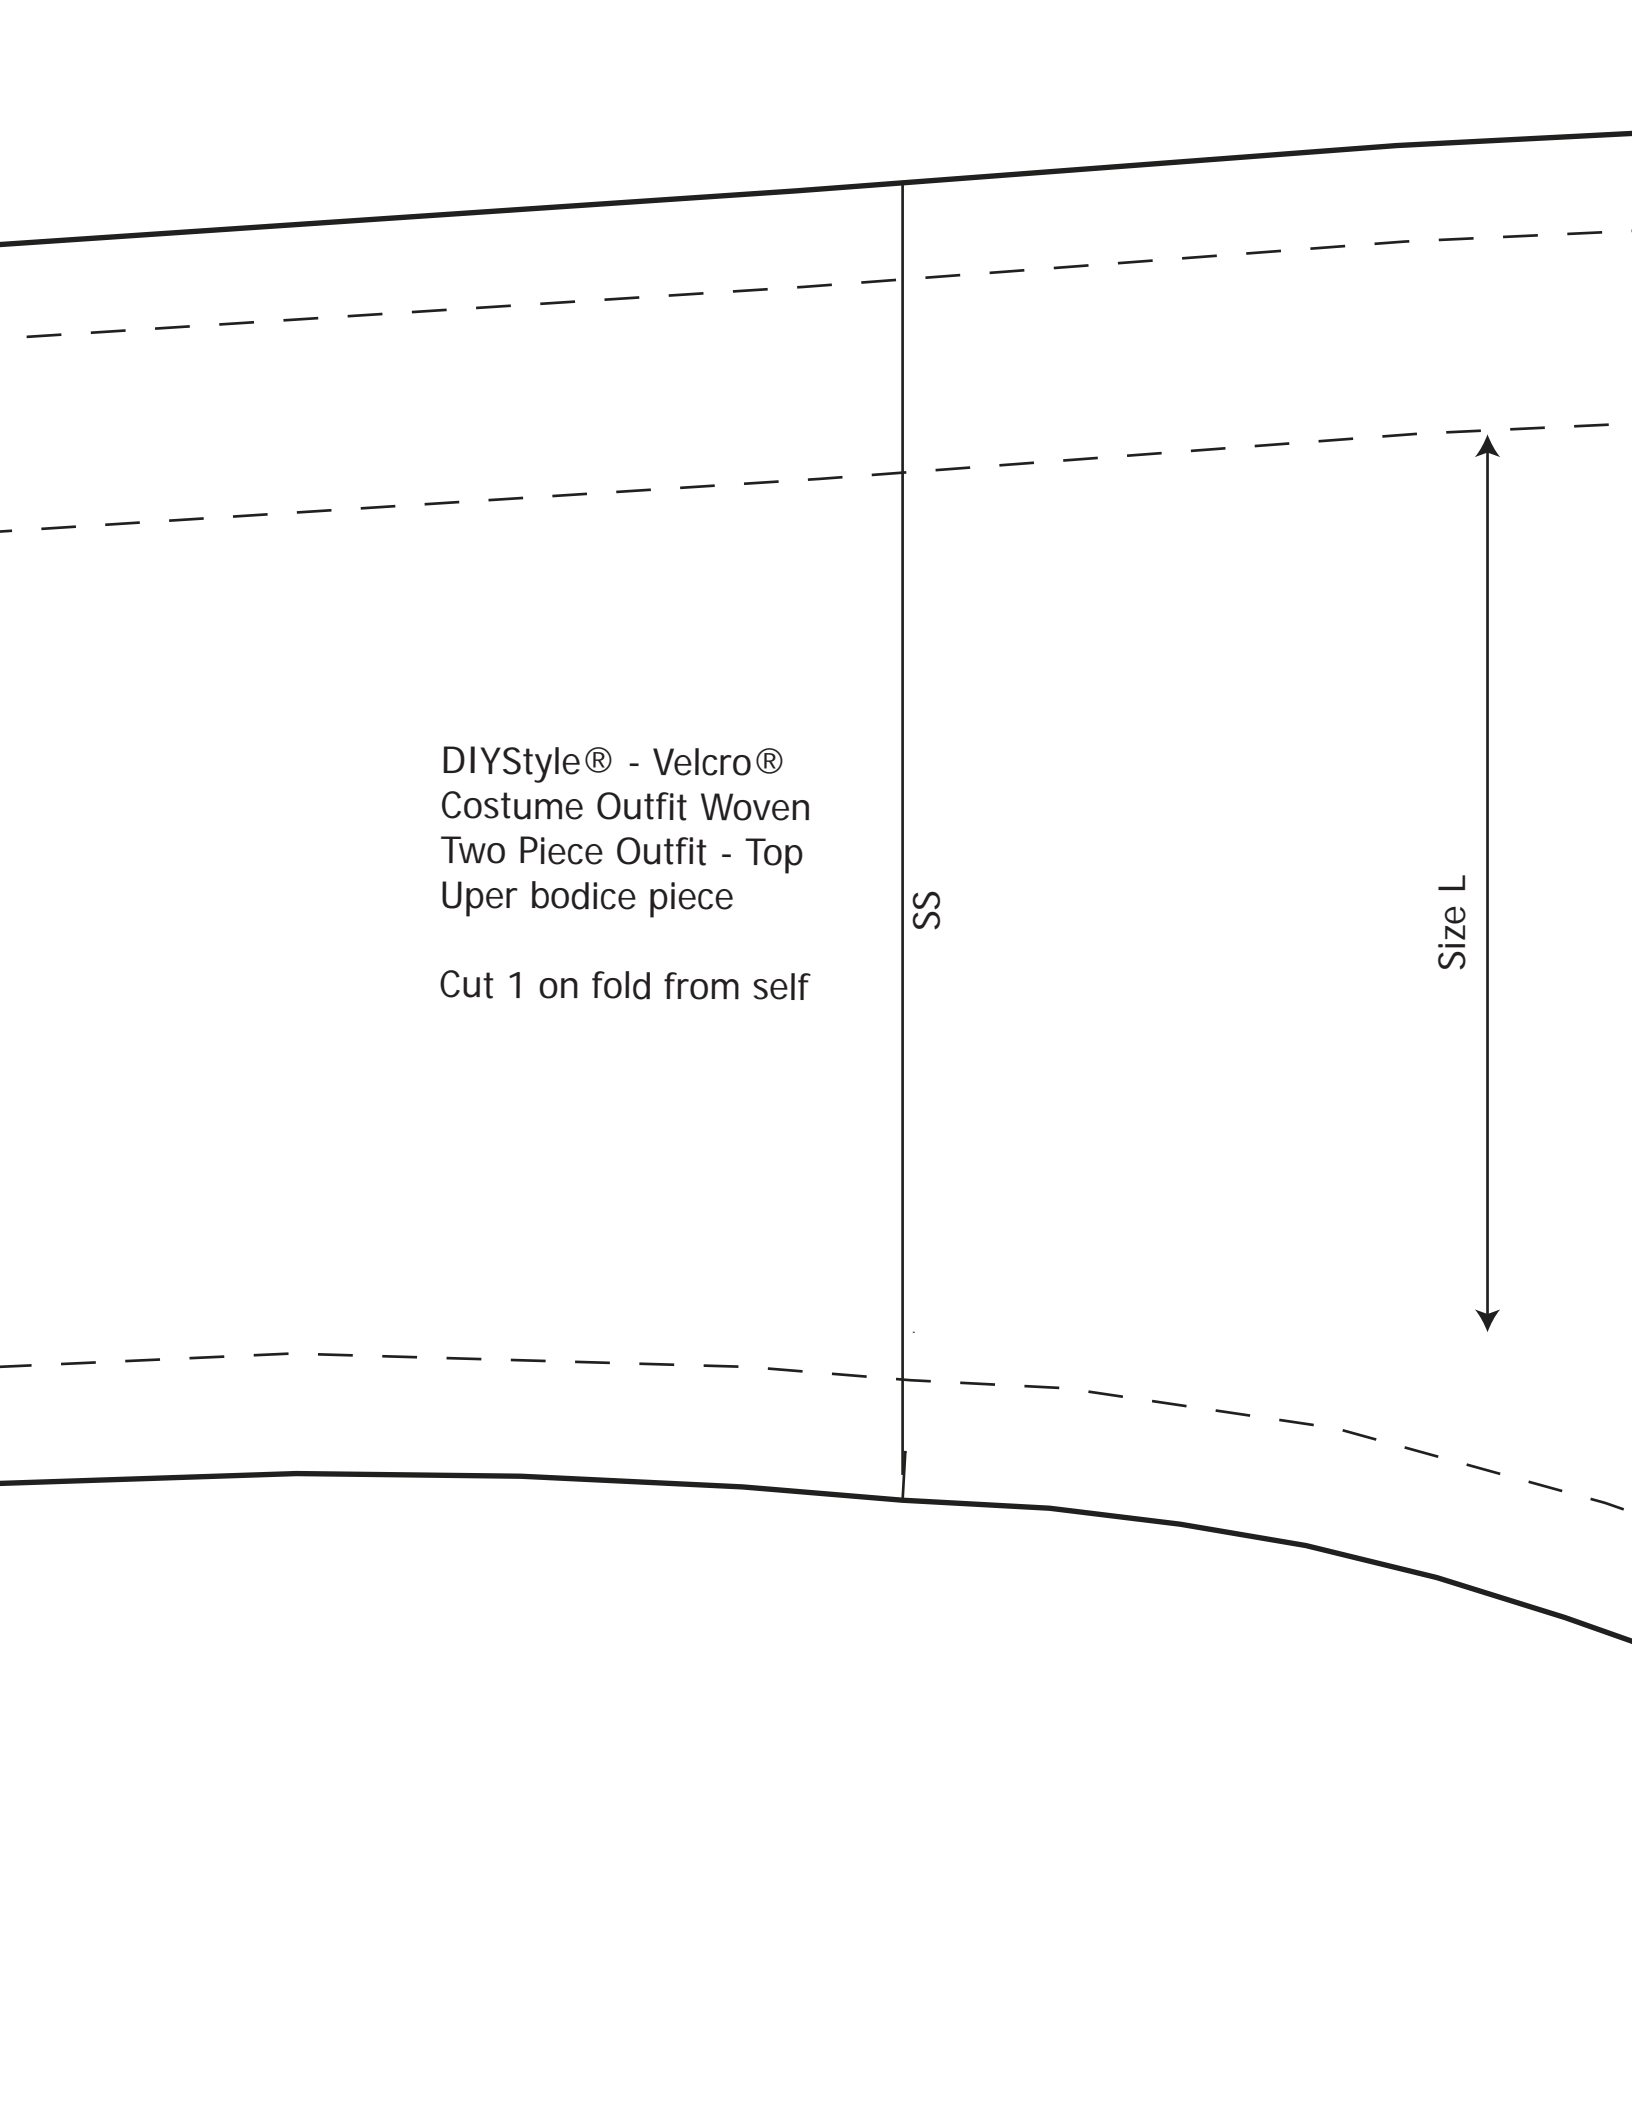 DIYStyle® - Velcro®
Costume Outfit Woven
Two Piece Outfit - Top
Uper bodice piece
Cut 1 on fold from self
SS
Size L